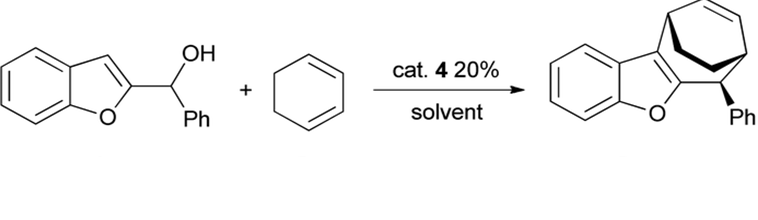 OH
O
Ph
+
cat. 4 20%
solvent
O
Ph